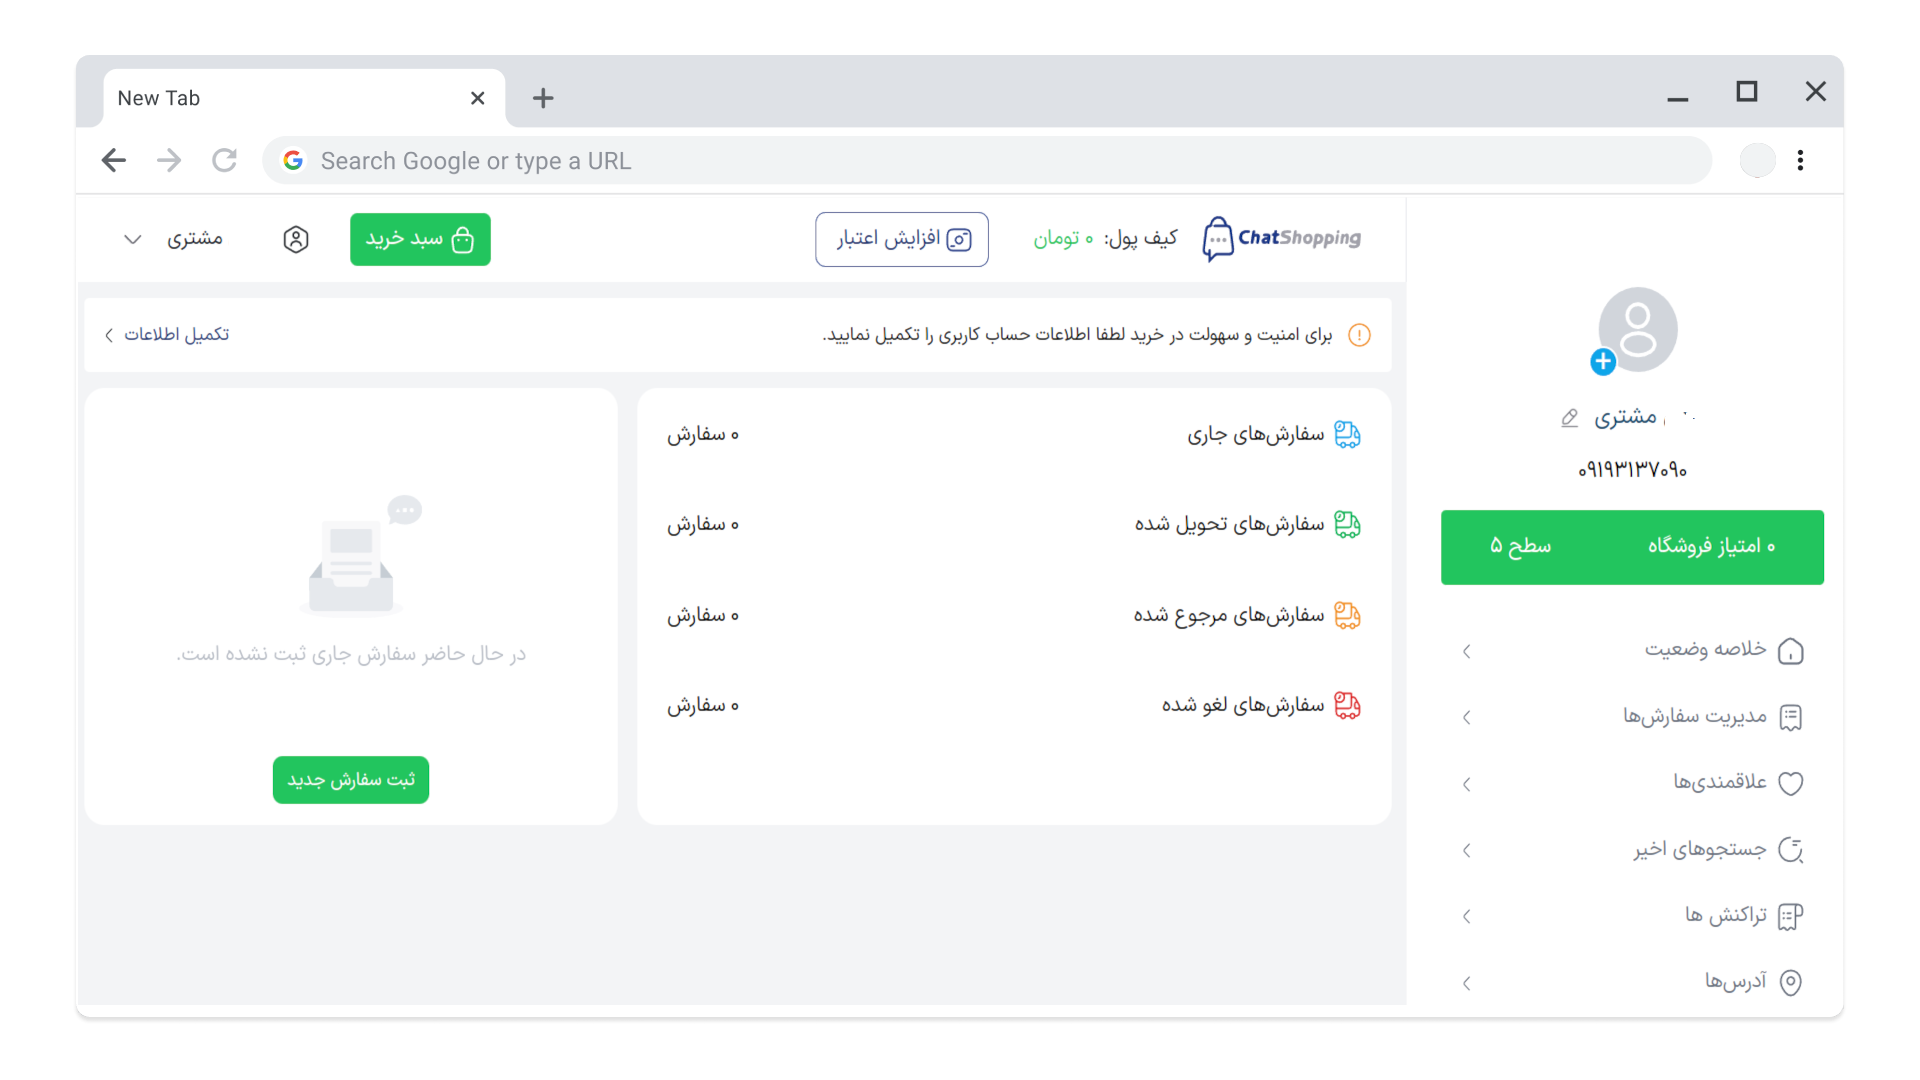 New Tab
Search Google or type a URL
ChatShopping
کیف پول: ۰ تومان
افزایش اعتبار
سبد خرید
مشتری
برای امنیت و سهولت در خرید لطفا اطلاعات حساب کاربری را تکمیل نمایید.
تکمیل اطلاعات
مشتری
۰۹۱۹۳۱۳۷۰۹۰
۰ امتیاز فروشگاه
سطح ۵
خلاصه وضعیت
مدیریت سفارش‌ها
علاقمندی‌ها
جستجوهای اخیر
تراکنش ها
آدرس‌ها
سفارش‌های جاری
۰ سفارش
سفارش‌های تحویل شده
۰ سفارش
سفارش‌های مرجوع شده
۰ سفارش
سفارش‌های لغو شده
۰ سفارش
در حال حاضر سفارش جاری ثبت نشده است.
ثبت سفارش جدید